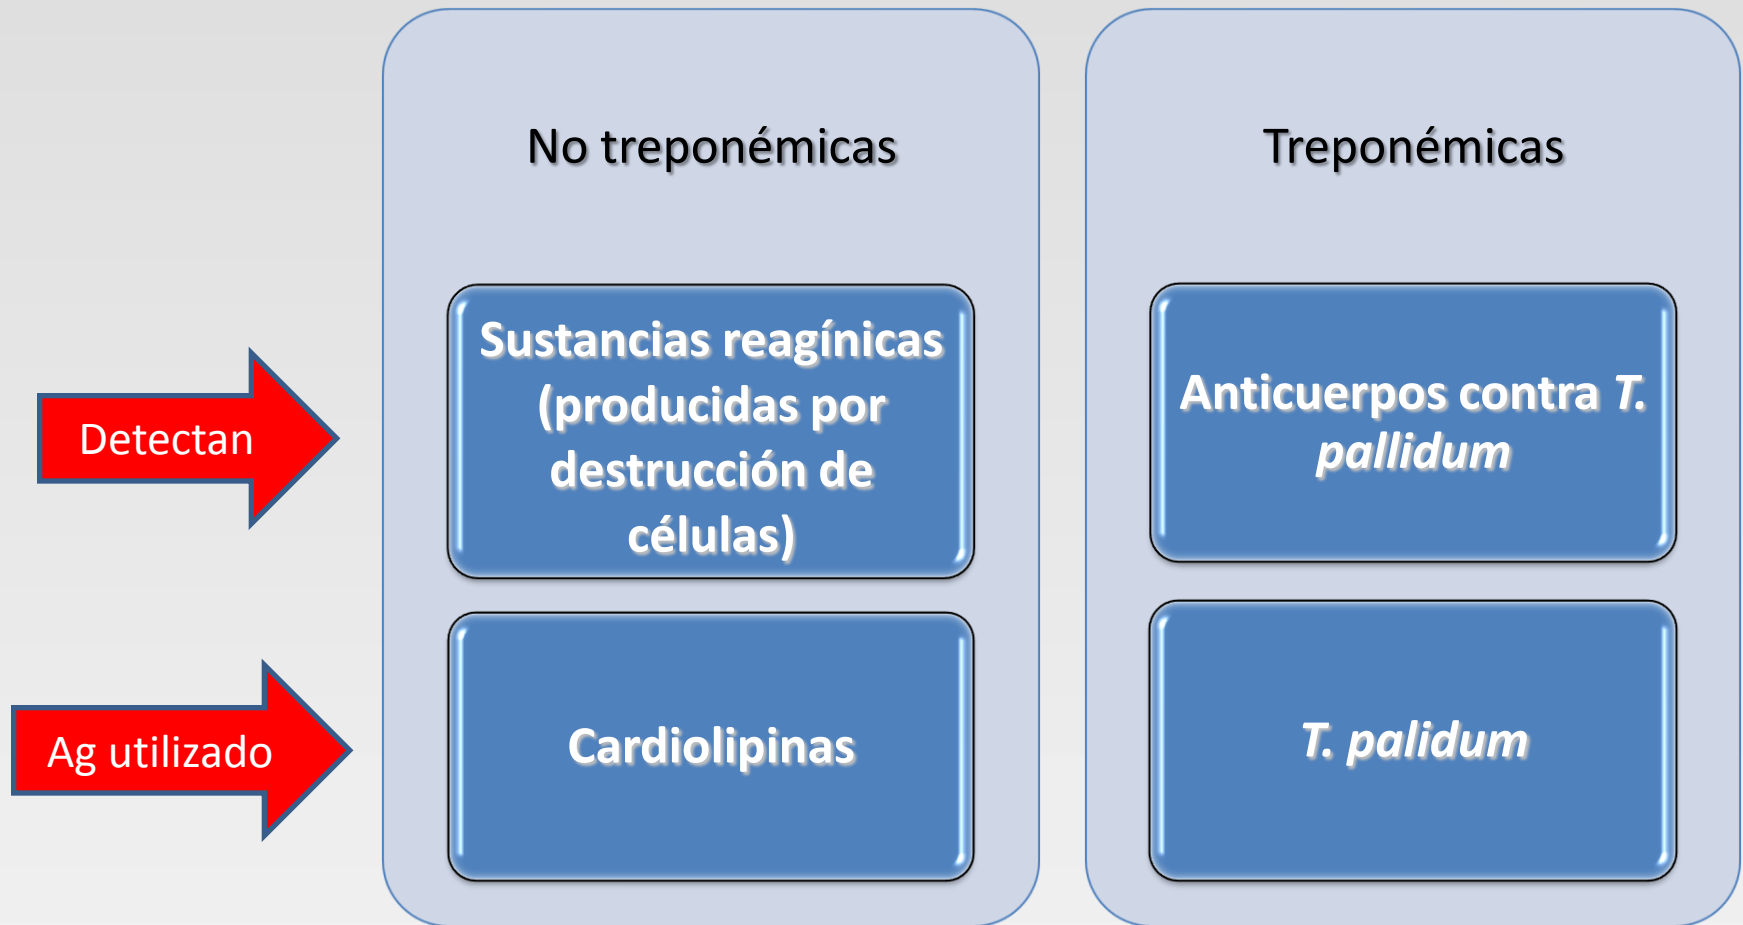 No treponémicas
Treponémicas
Detectan
Sustancias reagínicas
(producidas por
destrucción de
células)
Anticuerpos contra T.
pallidum
Ag utilizado
Cardiolipinas
T. palidum